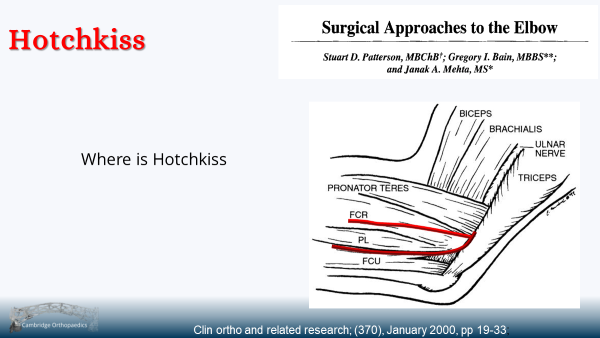 Hotchkiss
Surgical Approaches to the Elbow
Stuart D. Patterson, MBChB†; Gregory I. Bain, MBBS**;
and Janak A. Mehta, MS*
Where is Hotchkiss
BICEPS
BRACHIALIS
ULNAR
NERVE
TRICEPS
PRONATOR TERES
FCR
PL
FCU
Cambridge Orthopaedics
Clin ortho and related research; (370), January 2000, pp 19-33